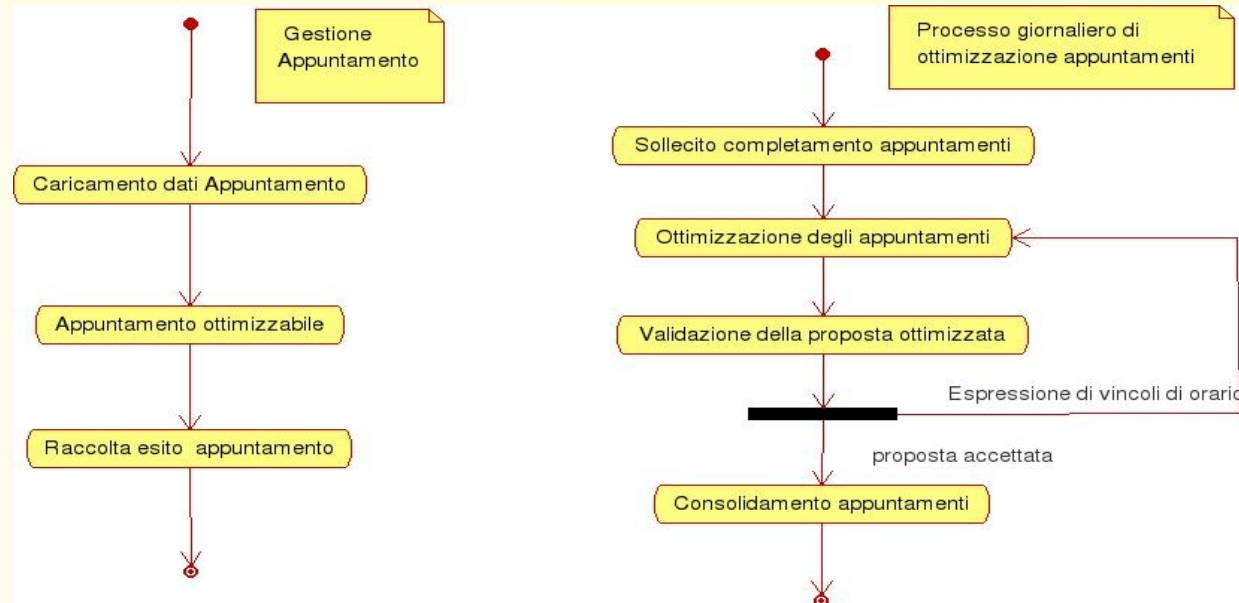 Gestione
Appuntamento
Caricamento dati Appuntamento
Appuntamento ottimizzabile
Raccolta esito appuntamento
Processo giornaliero di
ottimizzazione appuntamenti
Sollecito completamento appuntamenti
Ottimizzazione degli appuntamenti
Validazione della proposta ottimizzata
Espressione di vincoli di orario
proposta accettata
Consolidamento appuntamenti